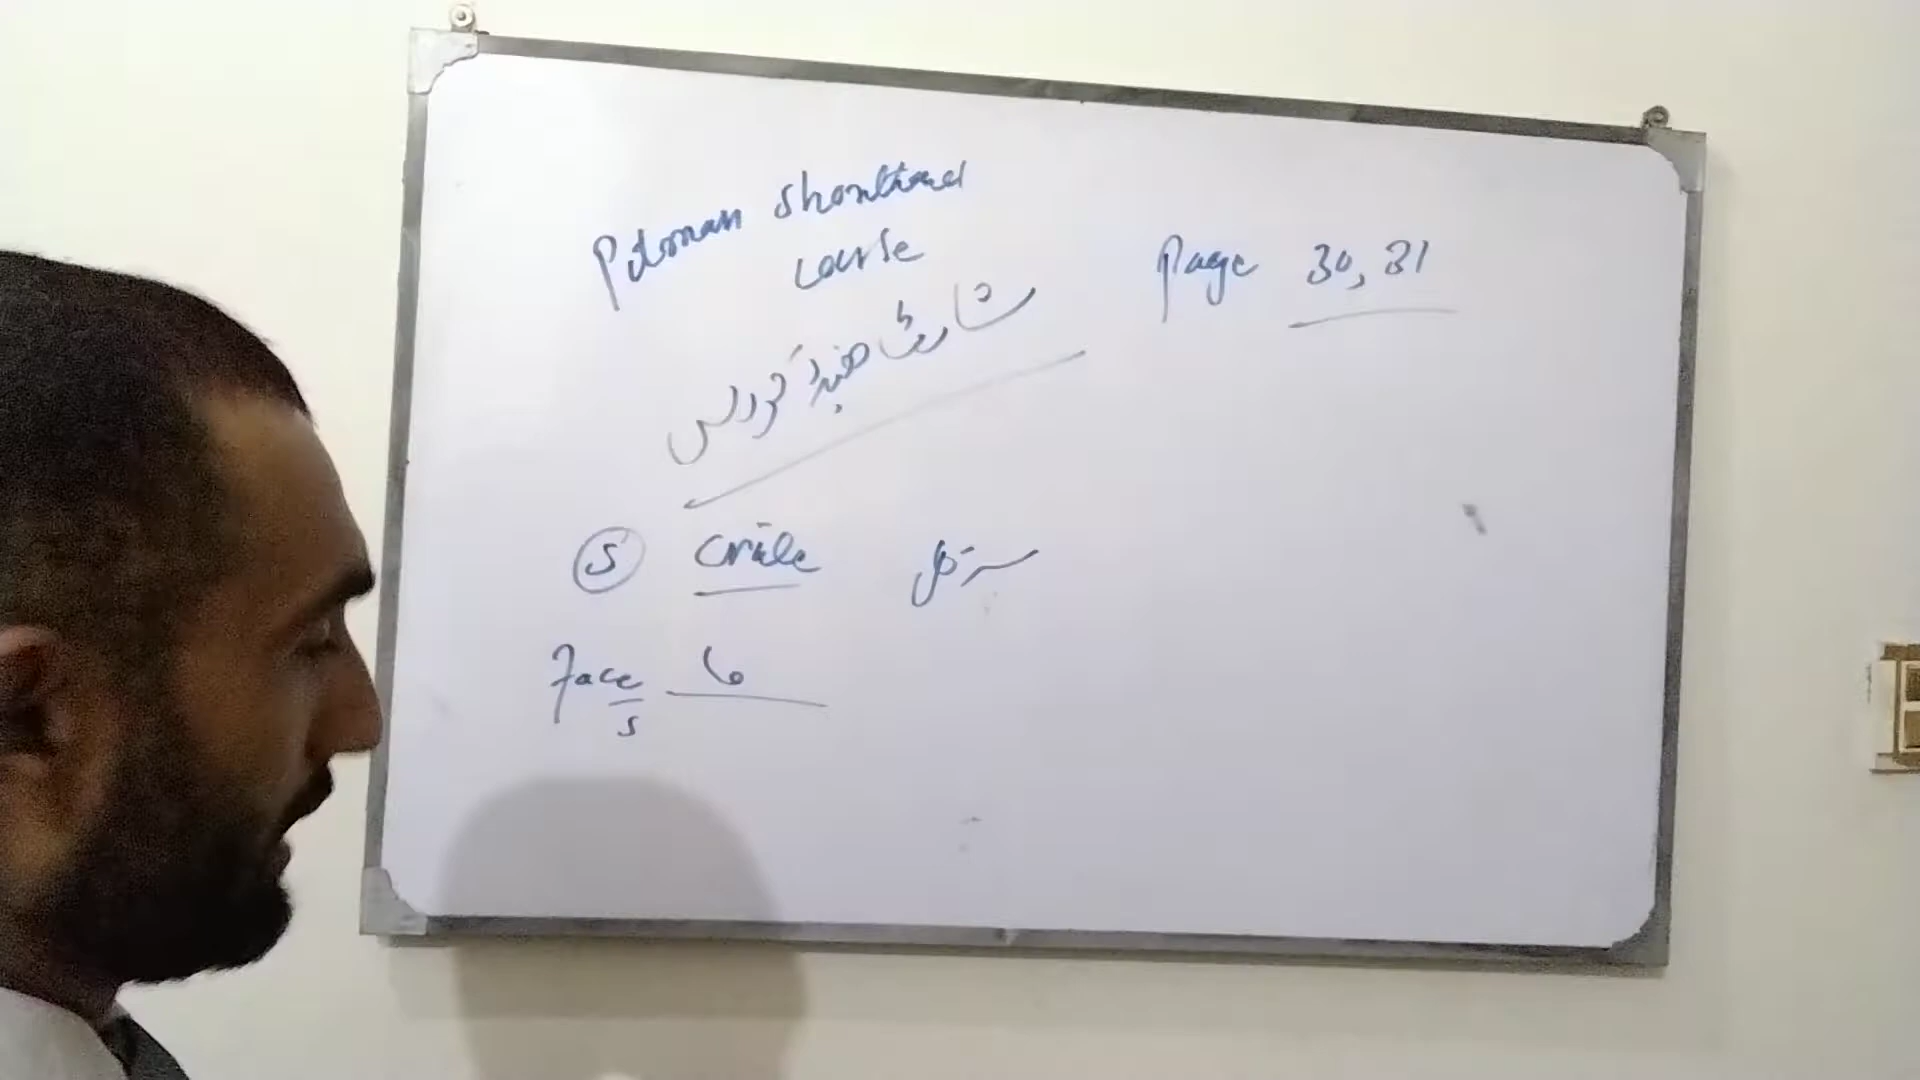 Pitman Shorthand
course
Page 30, 31
شارٹ ہینڈ کورس
S circle سرکل
Face
s